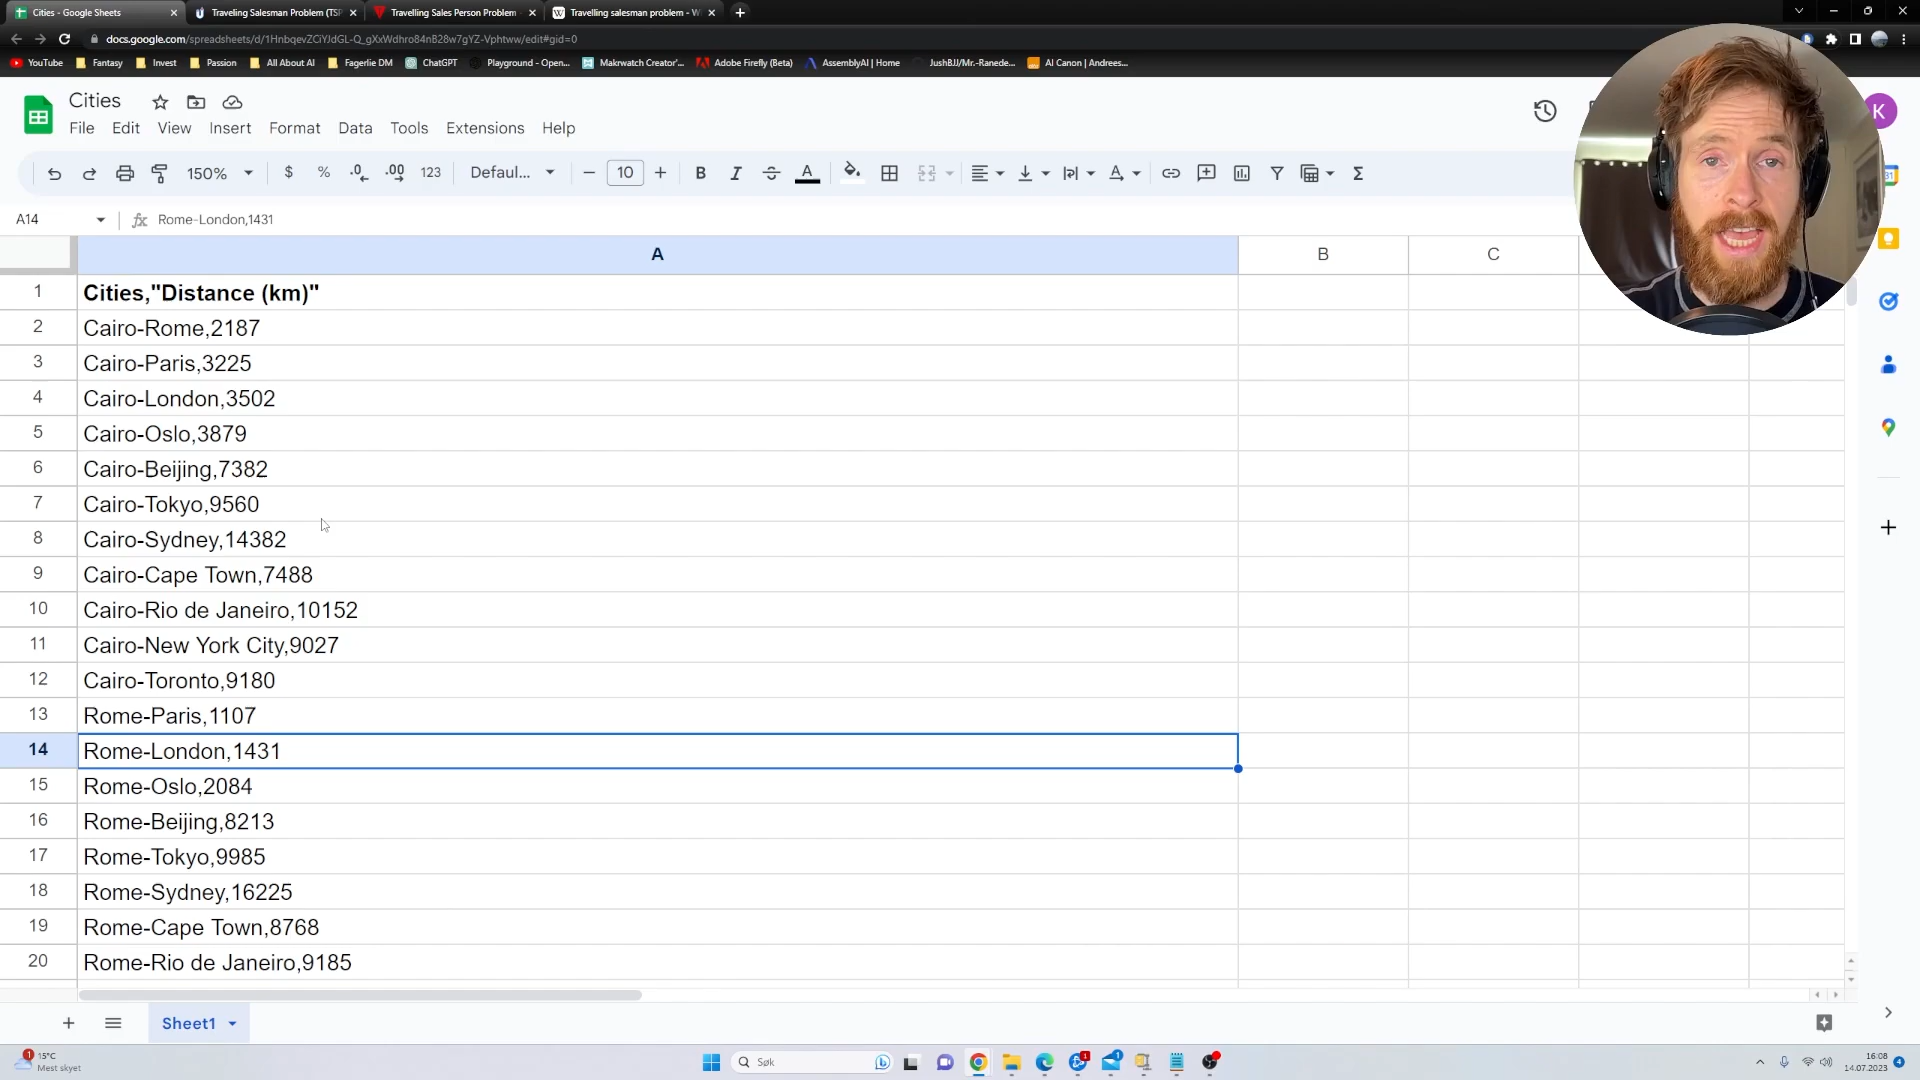 Cities - Google Sheets
Traveling Salesman Problem (TSP
Travelling Sales Person Problem
Travelling salesman problem - W
docs.google.com/spreadsheets/d/1HnbqevZCiYJdGL-Q_gXxWdhro84nB28w7gYZ-Vphtww/edit#gid=0
YouTube
Fantasy
Invest
Passion
All About AI
Fagerlie DM
ChatGPT
Playground - Open...
Makrwatch Creator'...
Adobe Firefly (Beta)
AssemblyAI | Home
JushBJJ/Mr.-Ranede...
AI Canon | Andrees...
Cities
File Edit View Insert Format Data Tools Extensions Help
150% $ % .0 .00 123 Defaul... 10 B I A
K
A14 fx Rome-London,1431
A B C
1 Cities,"Distance (km)"
2 Cairo-Rome,2187
3 Cairo-Paris,3225
4 Cairo-London,3502
5 Cairo-Oslo,3879
6 Cairo-Beijing,7382
7 Cairo-Tokyo,9560
8 Cairo-Sydney,14382
9 Cairo-Cape Town,7488
10 Cairo-Rio de Janeiro,10152
11 Cairo-New York City,9027
12 Cairo-Toronto,9180
13 Rome-Paris,1107
14 Rome-London,1431
15 Rome-Oslo,2084
16 Rome-Beijing,8213
17 Rome-Tokyo,9985
18 Rome-Sydney,16225
19 Rome-Cape Town,8768
20 Rome-Rio de Janeiro,9185
Sheet1
15°C
Mest skyet
Søk
16:08
14.07.2023